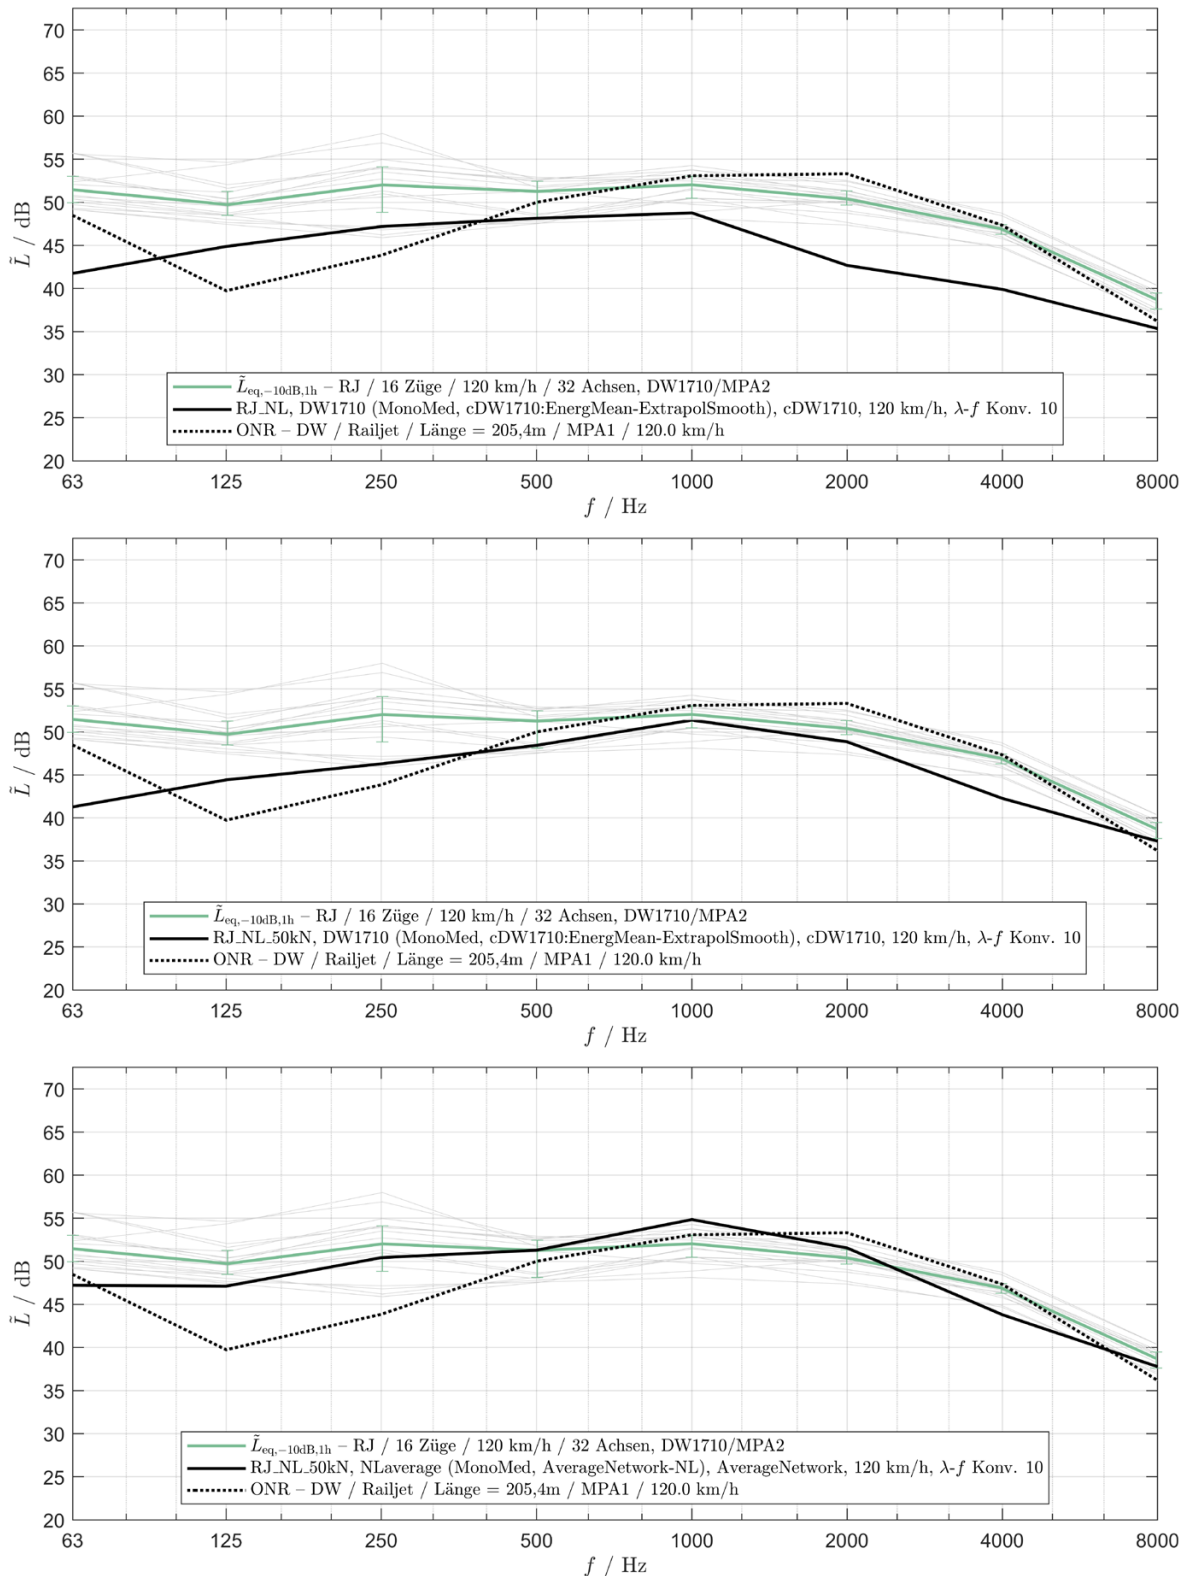 70
65
60
55
50
45
40
35
30
25
20
L̃ / dB
L̃eq,−10dB,1h – RJ / 16 Züge / 120 km/h / 32 Achsen, DW1710/MPA2
RJ_NL, DW1710 (MonoMed, cDW1710:EnergMean-ExtrapolSmooth), cDW1710, 120 km/h, λ-f Konv. 10
ONR – DW / Railjet / Länge = 205,4m / MPA1 / 120.0 km/h
63 125 250 500 1000 2000 4000 8000
f / Hz
70
65
60
55
50
45
40
35
30
25
20
L̃ / dB
L̃eq,−10dB,1h – RJ / 16 Züge / 120 km/h / 32 Achsen, DW1710/MPA2
RJ_NL_50kN, DW1710 (MonoMed, cDW1710:EnergMean-ExtrapolSmooth), cDW1710, 120 km/h, λ-f Konv. 10
ONR – DW / Railjet / Länge = 205,4m / MPA1 / 120.0 km/h
63 125 250 500 1000 2000 4000 8000
f / Hz
70
65
60
55
50
45
40
35
30
25
20
L̃ / dB
L̃eq,−10dB,1h – RJ / 16 Züge / 120 km/h / 32 Achsen, DW1710/MPA2
RJ_NL_50kN, NLaverage (MonoMed, AverageNetwork-NL), AverageNetwork, 120 km/h, λ-f Konv. 10
ONR – DW / Railjet / Länge = 205,4m / MPA1 / 120.0 km/h
63 125 250 500 1000 2000 4000 8000
f / Hz